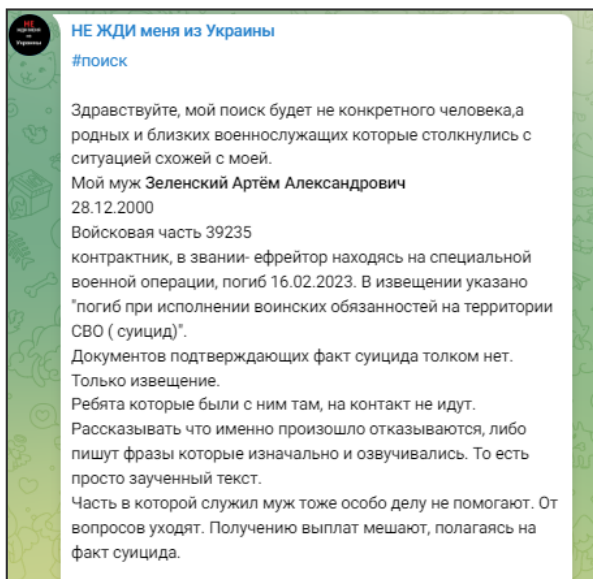 НЕ
жди меня
из
Украины
НЕ ЖДИ меня из Украины
#поиск
Здравствуйте, мой поиск будет не конкретного человека,а
родных и близких военнослужащих которые столкнулись с
ситуацией схожей с моей.
Мой муж Зеленский Артём Александрович
28.12.2000
Войсковая часть 39235
контрактник, в звании- ефрейтор находясь на специальной
военной операции, погиб 16.02.2023. В извещении указано
"погиб при исполнении воинских обязанностей на территории
СВО ( суицид)".
Документов подтверждающих факт суицида толком нет.
Только извещение.
Ребята которые были с ним там, на контакт не идут.
Рассказывать что именно произошло отказываются, либо
пишут фразы которые изначально и озвучивались. То есть
просто заученный текст.
Часть в которой служил муж тоже особо делу не помогают. От
вопросов уходят. Получению выплат мешают, полагаясь на
факт суицида.